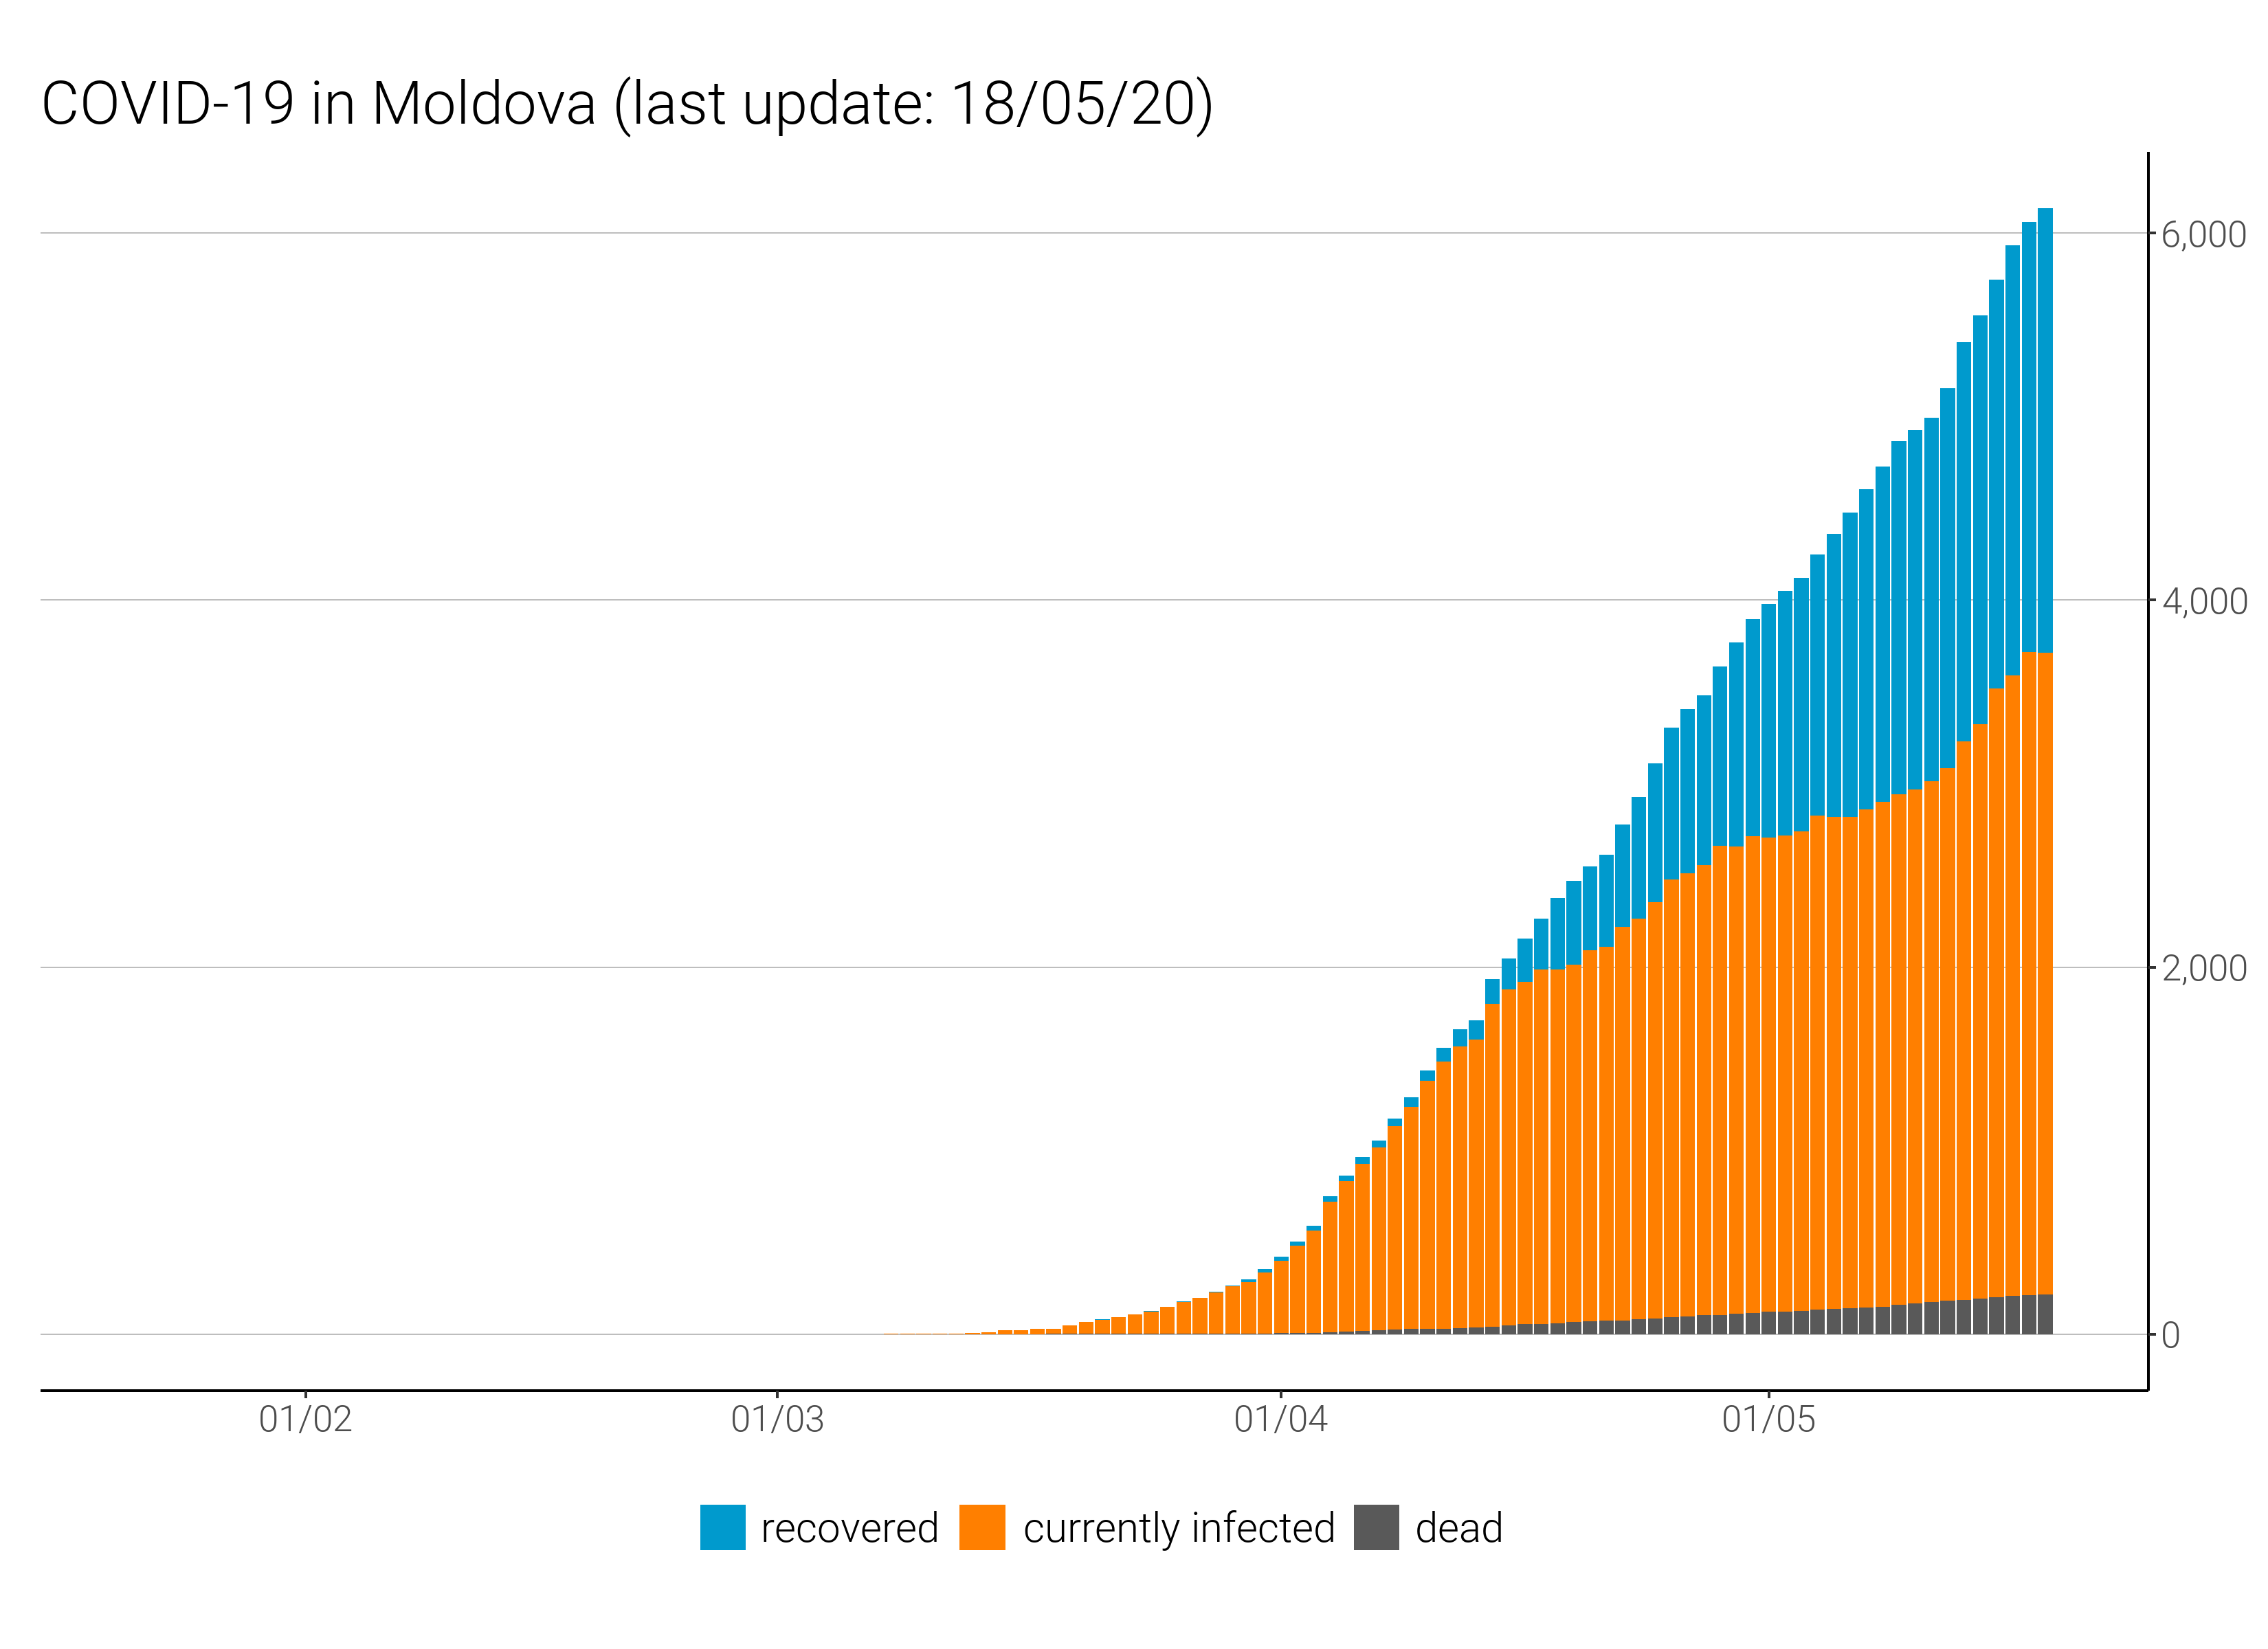 COVID-19 in Moldova (last update: 18/05/20)
6,000
4,000
2,000
0
01/02 01/03 01/04 01/05
recovered currently infected dead